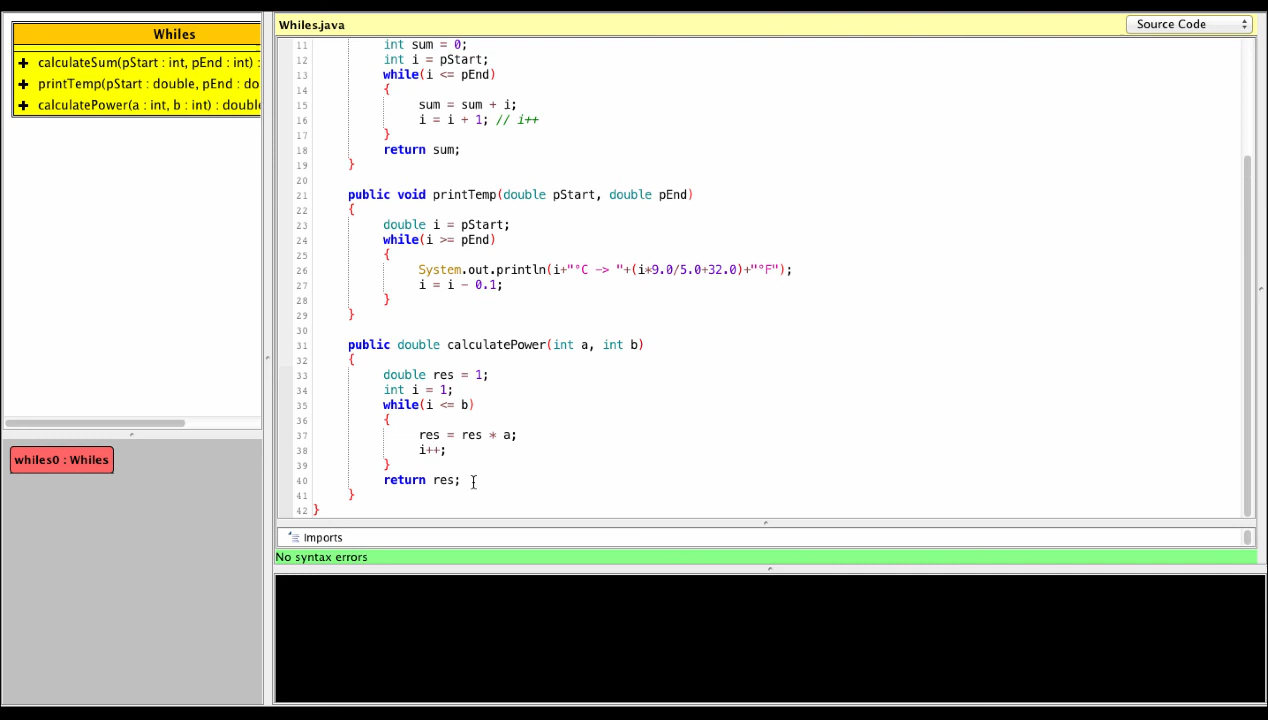 Whiles
calculateSum(pStart : int, pEnd : int) :
printTemp(pStart : double, pEnd : do
calculatePower(a : int, b : int) : double
whiles0 : Whiles
Whiles.java
Source Code
11 int sum = 0;
12 int i = pStart;
13 while(i <= pEnd)
14 {
15 sum = sum + i;
16 i = i + 1; // i++
17 }
18 return sum;
19 }
20
21 public void printTemp(double pStart, double pEnd)
22 {
23 double i = pStart;
24 while(i >= pEnd)
25 {
26 System.out.println(i+"°C -> "+(i*9.0/5.0+32.0)+"°F");
27 i = i - 0.1;
28 }
29 }
30
31 public double calculatePower(int a, int b)
32 {
33 double res = 1;
34 int i = 1;
35 while(i <= b)
36 {
37 res = res * a;
38 i++;
39 }
40 return res;
41 }
42 }
Imports
No syntax errors